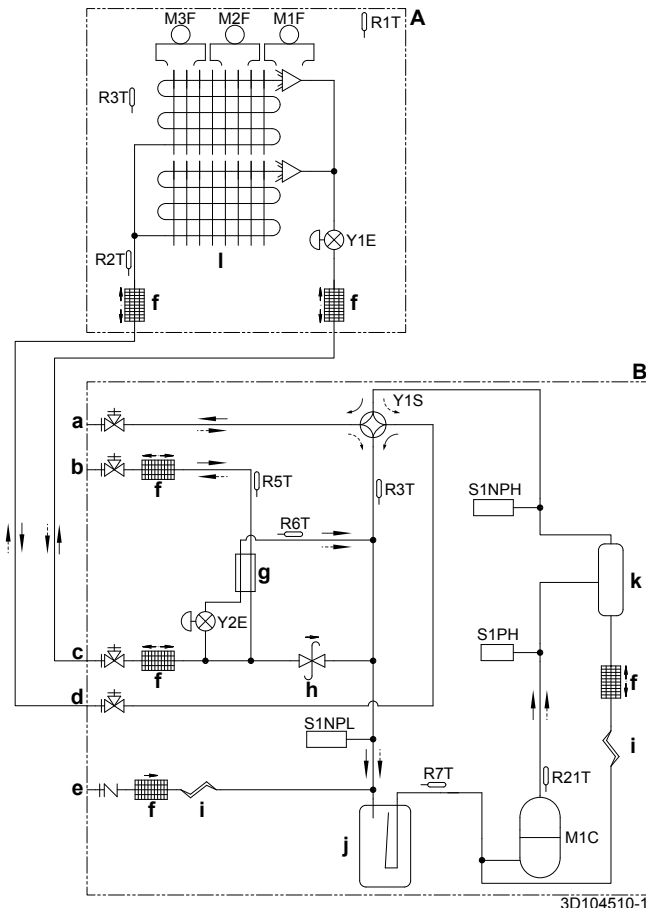 M3F M2F M1F R1T A
R3T
Y1E
R2T
l
f f
B
a Y1S
b
f R5T R3T S1NPH
R6T
g k
Y2E
c S1PH
f h f
d
S1NPL i
e R7T R21T
f i
j M1C
3D104510-1